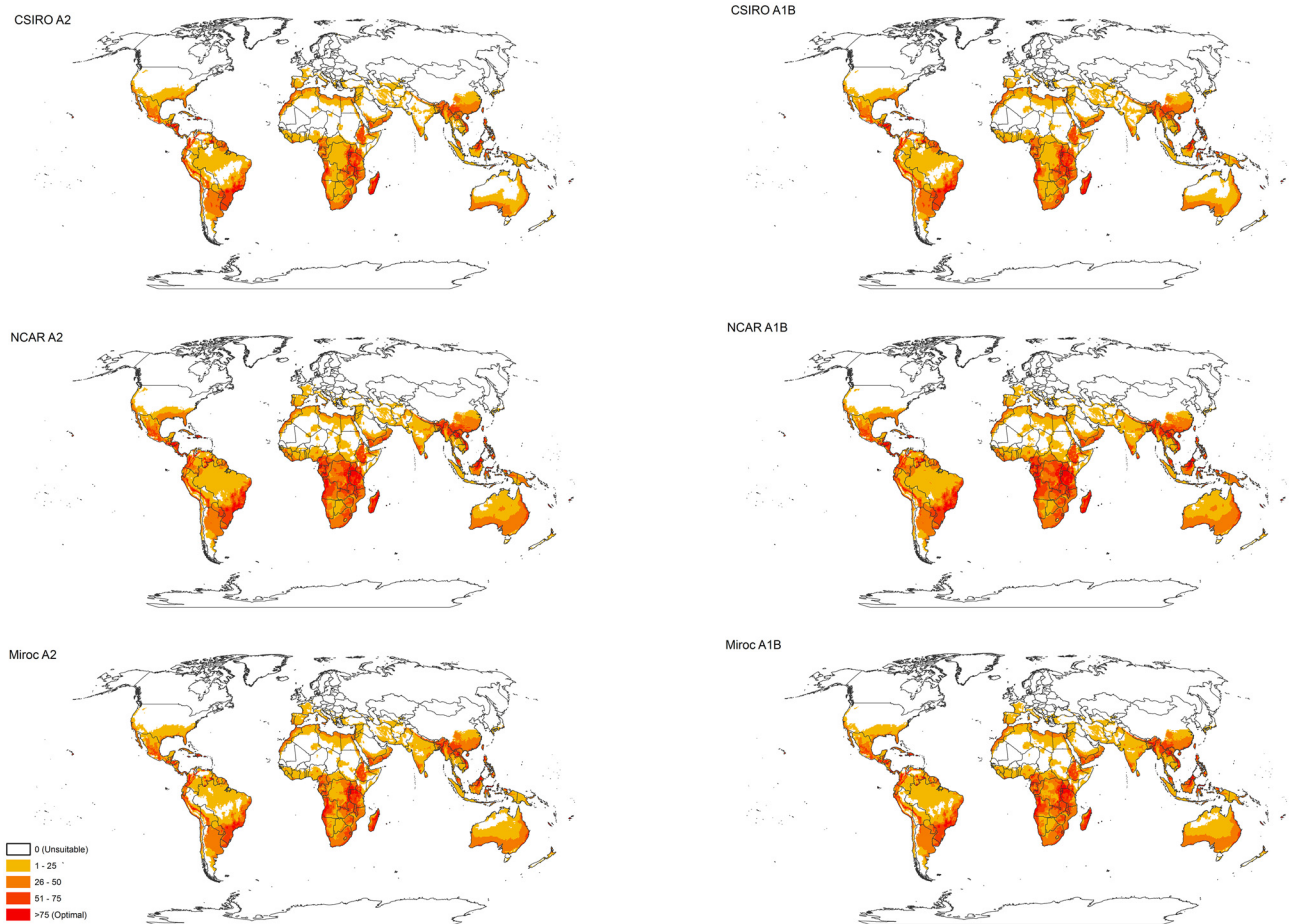 CSIRO A2
CSIRO A1B
NCAR A2
NCAR A1B
Miroc A2
Miroc A1B
0 (Unsuitable)
1 - 25
26 - 50
51 - 75
>75 (Optimal)